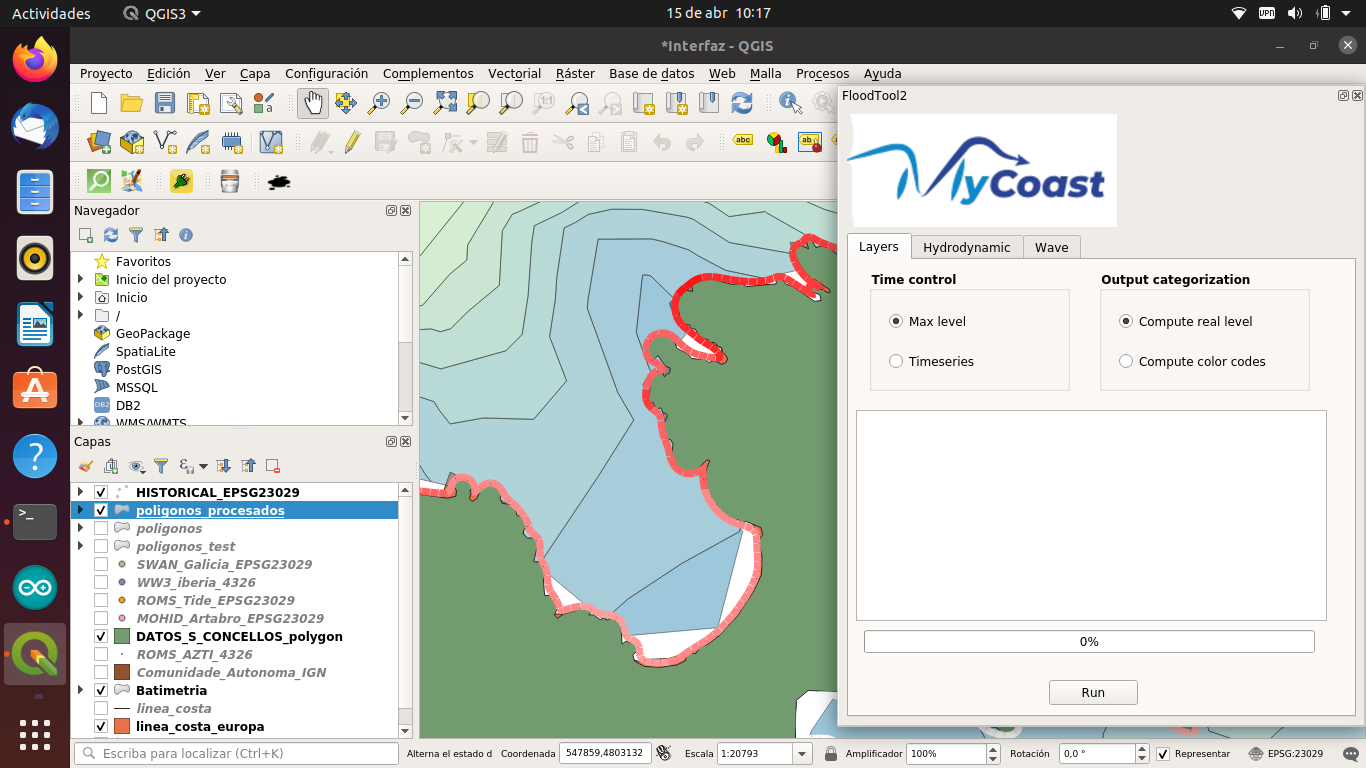 Actividades QGIS3 15 de abr 10:17 VPN
*Interfaz - QGIS
Proyecto Edición Ver Capa Configuración Complementos Vectorial Ráster Base de datos Web Malla Procesos Ayuda
FloodTool2
MyCoast
Navegador
Favoritos
Inicio del proyecto
Inicio
/
GeoPackage
SpatiaLite
PostGIS
MSSQL
DB2
WMS/WMTS
Capas
HISTORICAL_EPSG23029
poligonos_procesados
poligonos
poligonos_test
SWAN_Galicia_EPSG23029
WW3_iberia_4326
ROMS_Tide_EPSG23029
MOHID_Artabro_EPSG23029
DATOS_S_CONCELLOS_polygon
ROMS_AZTI_4326
Comunidade_Autonoma_IGN
Batimetria
linea_costa
linea_costa_europa
Layers Hydrodynamic Wave
Time control Output categorization
Max level Compute real level
Timeseries Compute color codes
0%
Run
Escriba para localizar (Ctrl+K) Alterna el estado d Coordenada 547859,4803132 Escala 1:20793 Amplificador 100% Rotación 0,0 ° Representar EPSG:23029